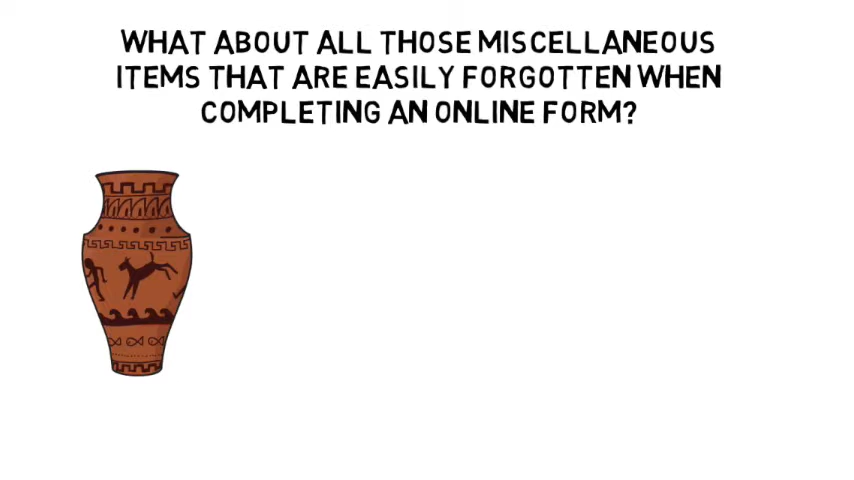 WHAT ABOUT ALL THOSE MISCELLANEOUS
ITEMS THAT ARE EASILY FORGOTTEN WHEN
COMPLETING AN ONLINE FORM?